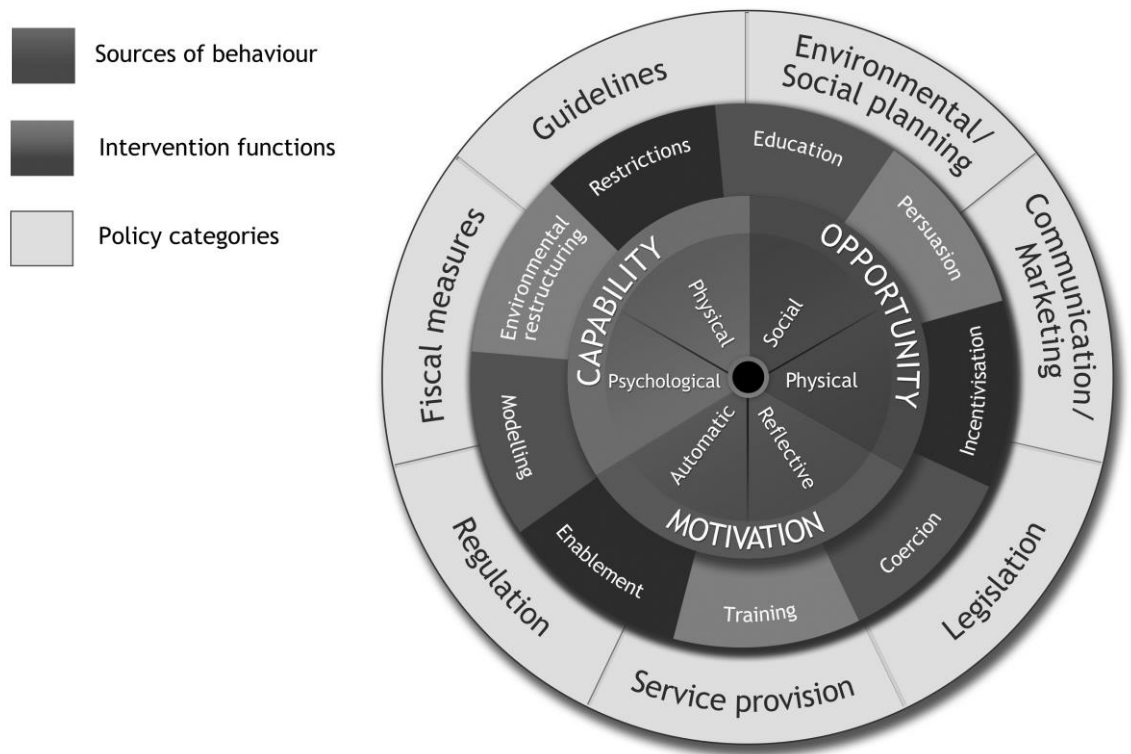 Sources of behaviour
Intervention functions
Policy categories
Guidelines
Environmental/
Social planning
Communication/
Marketing
Legislation
Service provision
Regulation
Fiscal measures
Restrictions
Education
Persuasion
Incentivisation
Coercion
Training
Enablement
Modelling
Environmental
restructuring
CAPABILITY
OPPORTUNITY
MOTIVATION
Physical
Social
Psychological
Physical
Automatic
Reflective